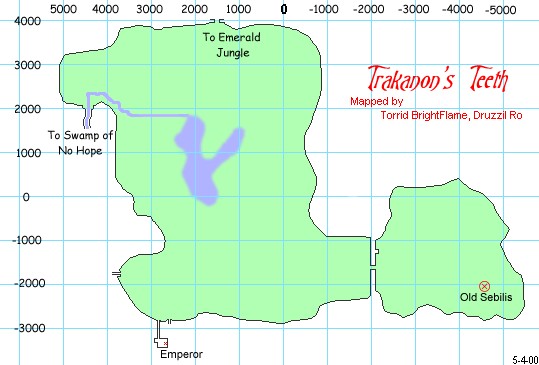 5000 4000 3000 2000 1000 0 -1000 -2000 -3000 -4000 -5000
4000
3000
2000
1000
0
-1000
-2000
-3000
To Emerald
Jungle
Trakanon's Teeth
Mapped by
Torrid BrightFlame, Druzzil Ro
To Swamp of
No Hope
Old Sebilis
Emperor
5-4-00